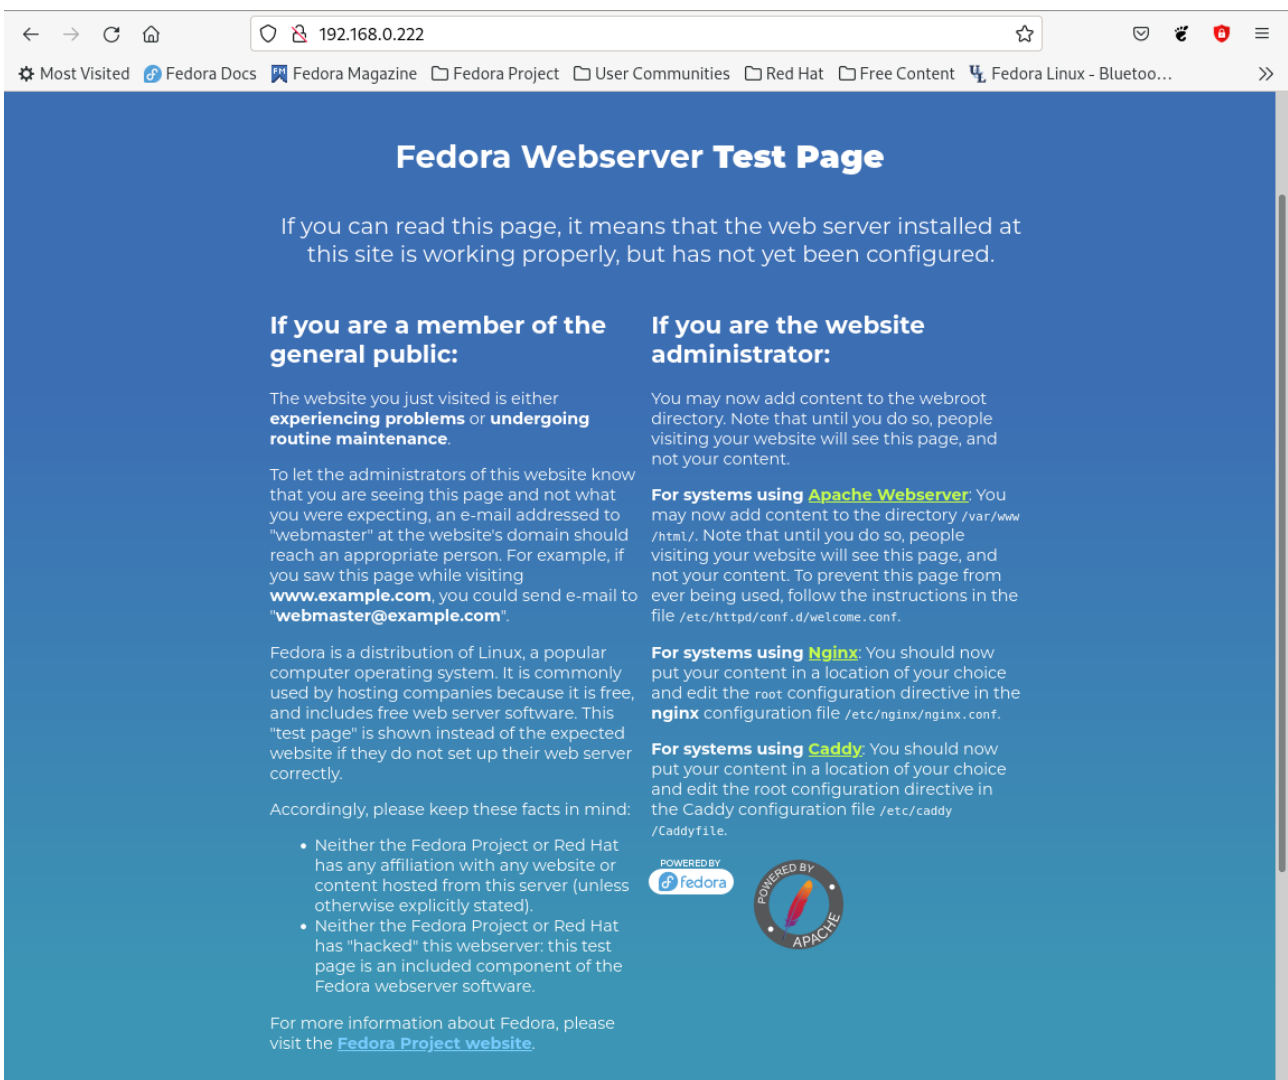 192.168.0.222
Most Visited Fedora Docs Fedora Magazine Fedora Project User Communities Red Hat Free Content Fedora Linux - Bluetoo...
Fedora Webserver Test Page
If you can read this page, it means that the web server installed at
this site is working properly, but has not yet been configured.
If you are a member of the
general public:
The website you just visited is either
experiencing problems or undergoing
routine maintenance.
To let the administrators of this website know
that you are seeing this page and not what
you were expecting, an e-mail addressed to
"webmaster" at the website's domain should
reach an appropriate person. For example, if
you saw this page while visiting
www.example.com, you could send e-mail to
"webmaster@example.com".
Fedora is a distribution of Linux, a popular
computer operating system. It is commonly
used by hosting companies because it is free,
and includes free web server software. This
"test page" is shown instead of the expected
website if they do not set up their web server
correctly.
Accordingly, please keep these facts in mind:
• Neither the Fedora Project or Red Hat
has any affiliation with any website or
content hosted from this server (unless
otherwise explicitly stated).
• Neither the Fedora Project or Red Hat
has "hacked" this webserver: this test
page is an included component of the
Fedora webserver software.
For more information about Fedora, please
visit the Fedora Project website.
If you are the website
administrator:
You may now add content to the webroot
directory. Note that until you do so, people
visiting your website will see this page, and
not your content.
For systems using Apache Webserver: You
may now add content to the directory /var/www
/html/. Note that until you do so, people
visiting your website will see this page, and
not your content. To prevent this page from
ever being used, follow the instructions in the
file /etc/httpd/conf.d/welcome.conf.
For systems using Nginx: You should now
put your content in a location of your choice
and edit the root configuration directive in the
nginx configuration file /etc/nginx/nginx.conf.
For systems using Caddy: You should now
put your content in a location of your choice
and edit the root configuration directive in
the Caddy configuration file /etc/caddy
/Caddyfile.
POWERED BY
fedora
POWERED BY
APACHE